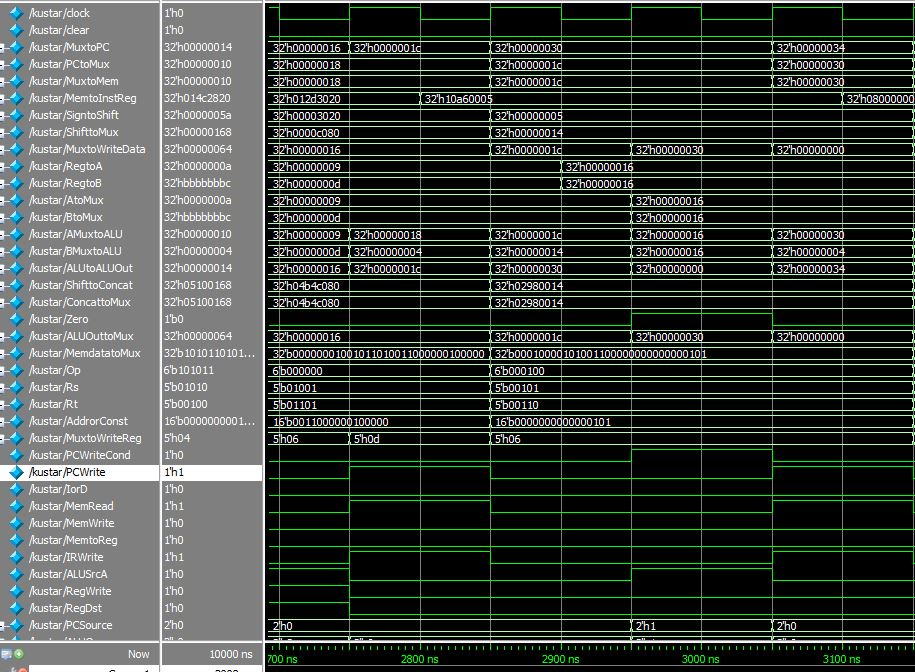 /kustar/clock 1'h0
/kustar/clear 1'h0
/kustar/MuxtoPC 32'h00000014 32'h00000016 32'h0000001c 32'h00000030 32'h00000034
/kustar/PCtoMux 32'h00000010 32'h00000018 32'h0000001c 32'h00000030
/kustar/MuxtoMem 32'h00000010 32'h00000018 32'h0000001c 32'h00000030
/kustar/MemtoInstReg 32'h014c2820 32'h012d3020 32'h10a60005 32'h0800000
/kustar/SigntoShift 32'h0000005a 32'h00003020 32'h00000005
/kustar/ShifttoMux 32'h00000168 32'h0000c080 32'h00000014
/kustar/MuxtoWriteData 32'h00000064 32'h00000016 32'h0000001c 32'h00000030 32'h00000000
/kustar/RegtoA 32'h0000000a 32'h00000009 32'h00000016
/kustar/RegtoB 32'hbbbbbbbc 32'h0000000d 32'h00000016
/kustar/AtoMux 32'h0000000a 32'h00000009 32'h00000016
/kustar/BtoMux 32'hbbbbbbbc 32'h0000000d 32'h00000016
/kustar/AMuxtoALU 32'h00000010 32'h00000009 32'h00000018 32'h0000001c 32'h00000016 32'h00000030
/kustar/BMuxtoALU 32'h00000004 32'h0000000d 32'h00000004 32'h00000014 32'h00000016 32'h00000004
/kustar/ALUtoALUOut 32'h00000014 32'h00000016 32'h0000001c 32'h00000030 32'h00000000 32'h00000034
/kustar/ShifttoConcat 32'h05100168 32'h04b4c080 32'h02980014
/kustar/ConcattoMux 32'h05100168 32'h04b4c080 32'h02980014
/kustar/Zero 1'b0
/kustar/ALUOuttoMux 32'h00000064 32'h00000016 32'h0000001c 32'h00000030 32'h00000000
/kustar/MemdatatoMux 32'b1010110101... 32'b00000001001011010011000000100000 32'b00010000101001100000000000000101
/kustar/Op 6'b101011 6'b000000 6'b000100
/kustar/Rs 5'b01010 5'b01001 5'b00101
/kustar/Rt 5'b00100 5'b01101 5'b00110
/kustar/AddrorConst 16'b0000000001... 16'b0011000000100000 16'b0000000000000101
/kustar/MuxtoWriteReg 5'h04 5'h06 5'h0d 5'h06
/kustar/PCWriteCond 1'h0
/kustar/PCWrite 1'h1
/kustar/IorD 1'h0
/kustar/MemRead 1'h1
/kustar/MemWrite 1'h0
/kustar/MemtoReg 1'h0
/kustar/IRWrite 1'h1
/kustar/ALUSrcA 1'h0
/kustar/RegWrite 1'h0
/kustar/RegDst 1'h0
/kustar/PCSource 2'h0 2'h0 2'h1 2'h0
Now 10000 ns 700 ns 2800 ns 2900 ns 3000 ns 3100 ns